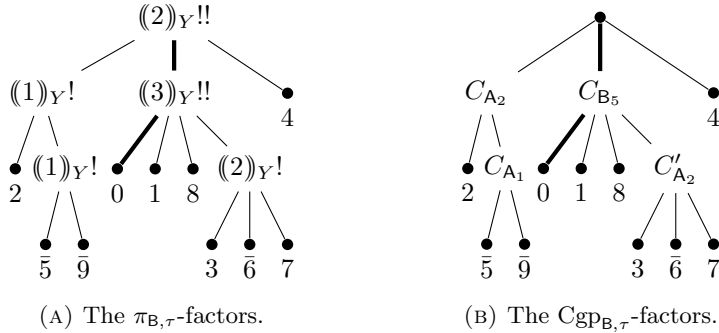 ((2))_Y!!
((1))_Y! ((3))_Y!! 4
2 ((1))_Y! 0 1 8 ((2))_Y!
5̄ 9̄ 3 6̄ 7
(A) The π_{B,τ}-factors.
C_{A_2} C_{B_5} 4
2 C_{A_1} 0 1 8 C′_{A_2}
5̄ 9̄ 3 6̄ 7
(B) The Cgp_{B,τ}-factors.